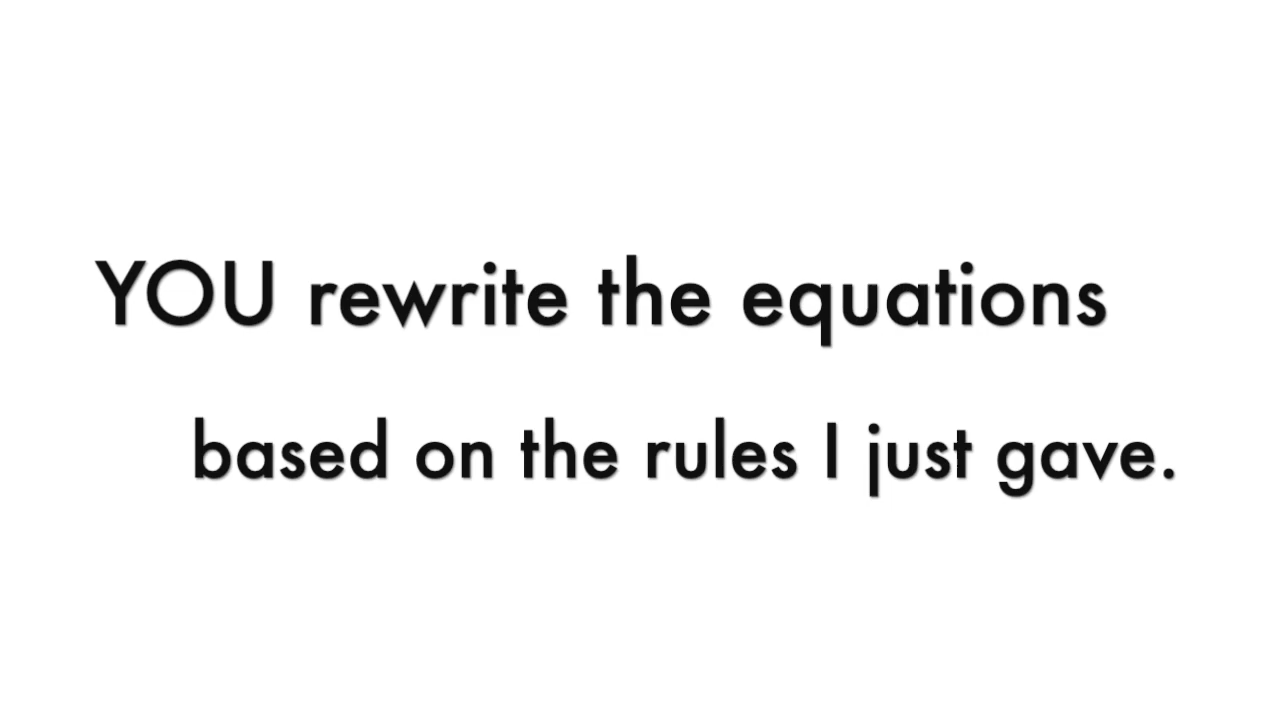 YOU rewrite the equations
based on the rules I just gave.